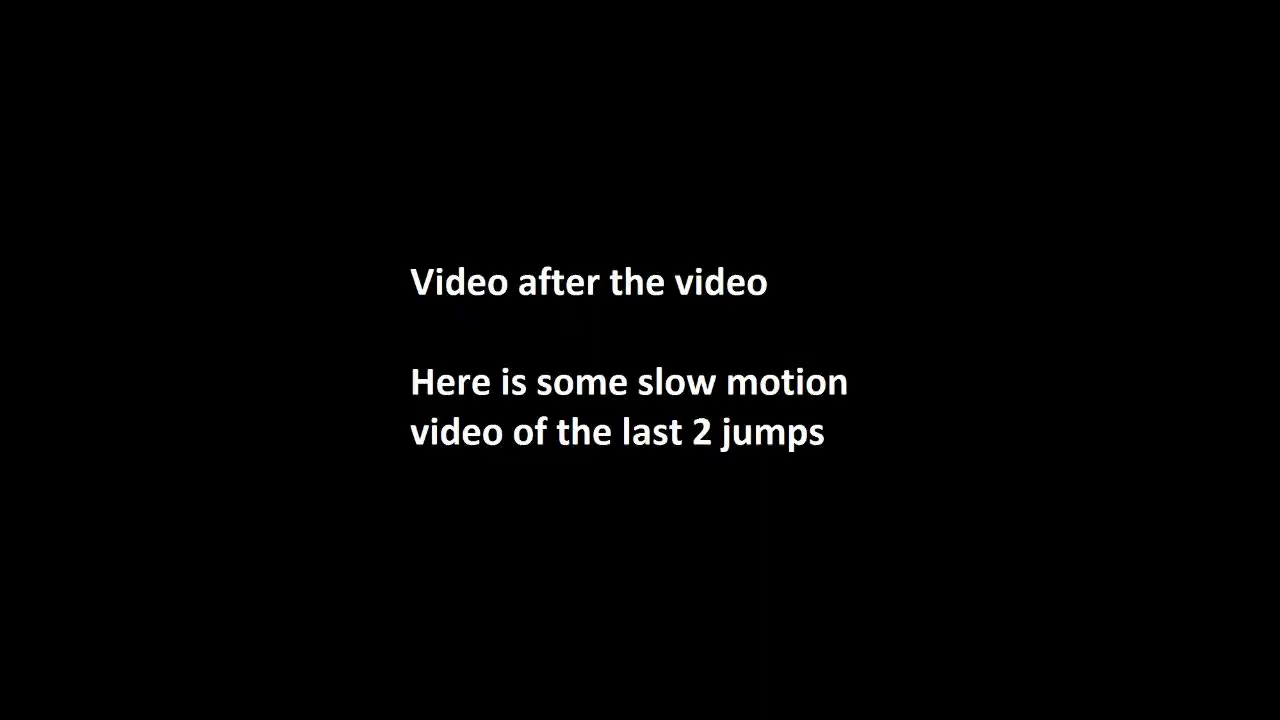 Video after the video
Here is some slow motion
video of the last 2 jumps